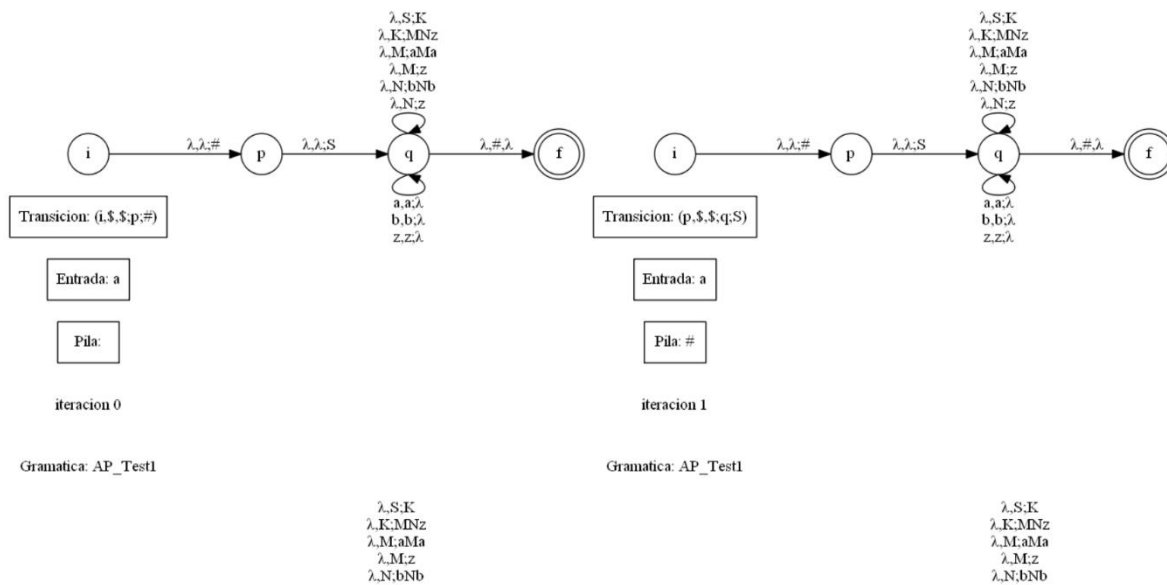 λ,S;K
λ,K;MNz
λ,M;aMa
λ,M;z
λ,N;bNb
λ,N;z
i
λ,λ;#
p
λ,λ;S
q
λ,#,λ
f
a,a;λ
b,b;λ
z,z;λ
Transicion: (i,$,$;p;#)
Entrada: a
Pila:
iteracion 0
Gramatica: AP_Test1
λ,S;K
λ,K;MNz
λ,M;aMa
λ,M;z
λ,N;bNb
λ,N;z
i
λ,λ;#
p
λ,λ;S
q
λ,#,λ
f
a,a;λ
b,b;λ
z,z;λ
Transicion: (p,$,$;q;S)
Entrada: a
Pila: #
iteracion 1
Gramatica: AP_Test1
λ,S;K
λ,K;MNz
λ,M;aMa
λ,M;z
λ,N;bNb
λ,S;K
λ,K;MNz
λ,M;aMa
λ,M;z
λ,N;bNb